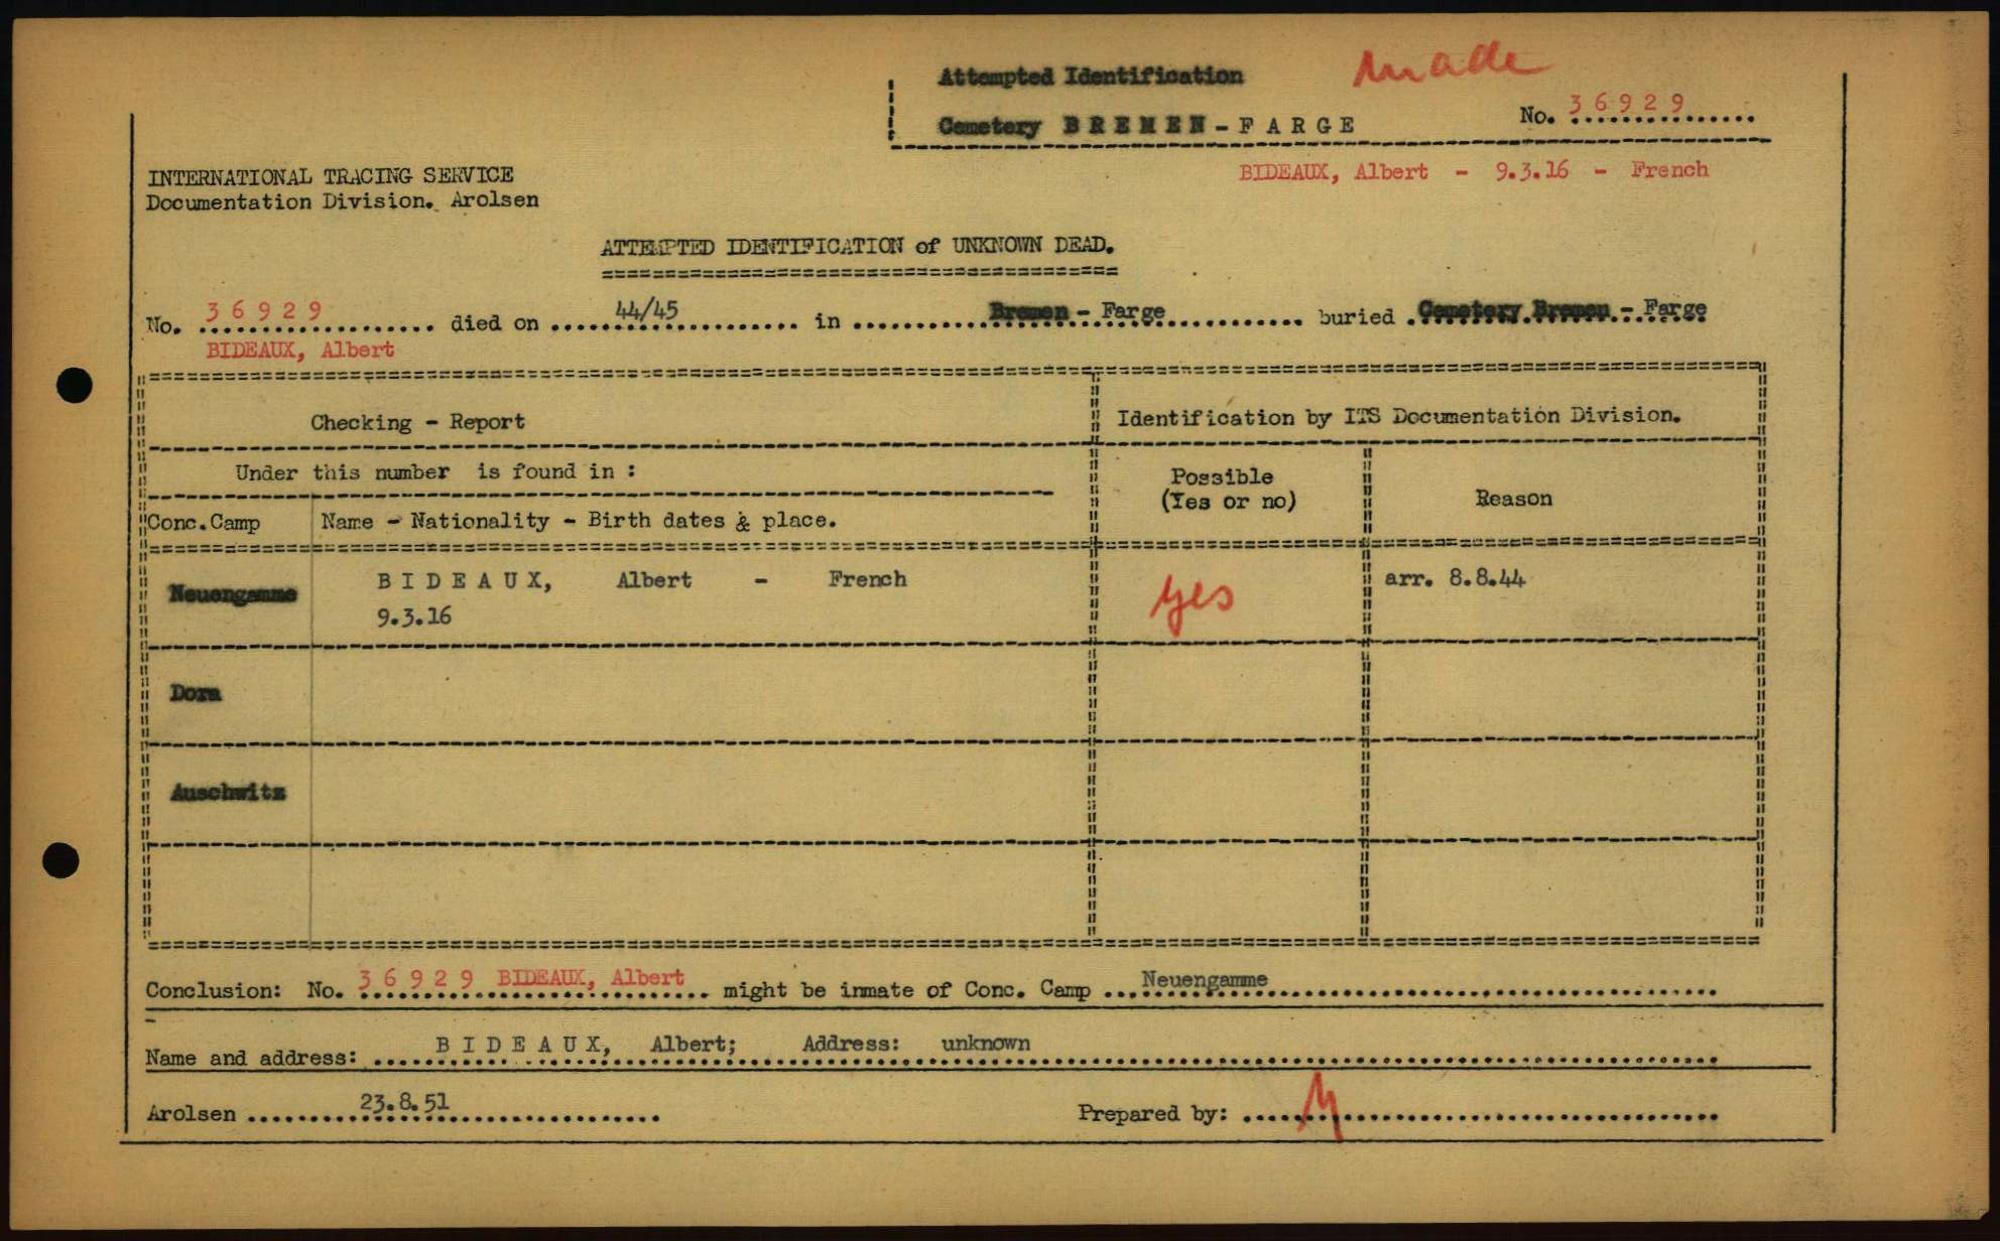 Attempted Identification made
Cemetery BREMEN - FARGE No. 36929
BIDEAUX, Albert - 9.3.16 - French
INTERNATIONAL TRACING SERVICE
Documentation Division. Arolsen
ATTEMPTED IDENTIFICATION of UNKNOWN DEAD.
No. 36929 died on 44/45 in Bremen - Farge buried Cemetery Bremen - Farge
BIDEAUX, Albert
Checking - Report Identification by ITS Documentation Division.
Under this number is found in :
Possible
(Yes or no) Reason
Conc. Camp Name - Nationality - Birth dates & place.
Neuengamme BIDEAUX, Albert - French yes arr. 8.8.44
9.3.16
Dora
Auschwitz
Conclusion: No. 36929 BIDEAUX, Albert might be inmate of Conc. Camp Neuengamme
Name and address: BIDEAUX, Albert; Address: unknown
Arolsen 23.8.51 Prepared by: